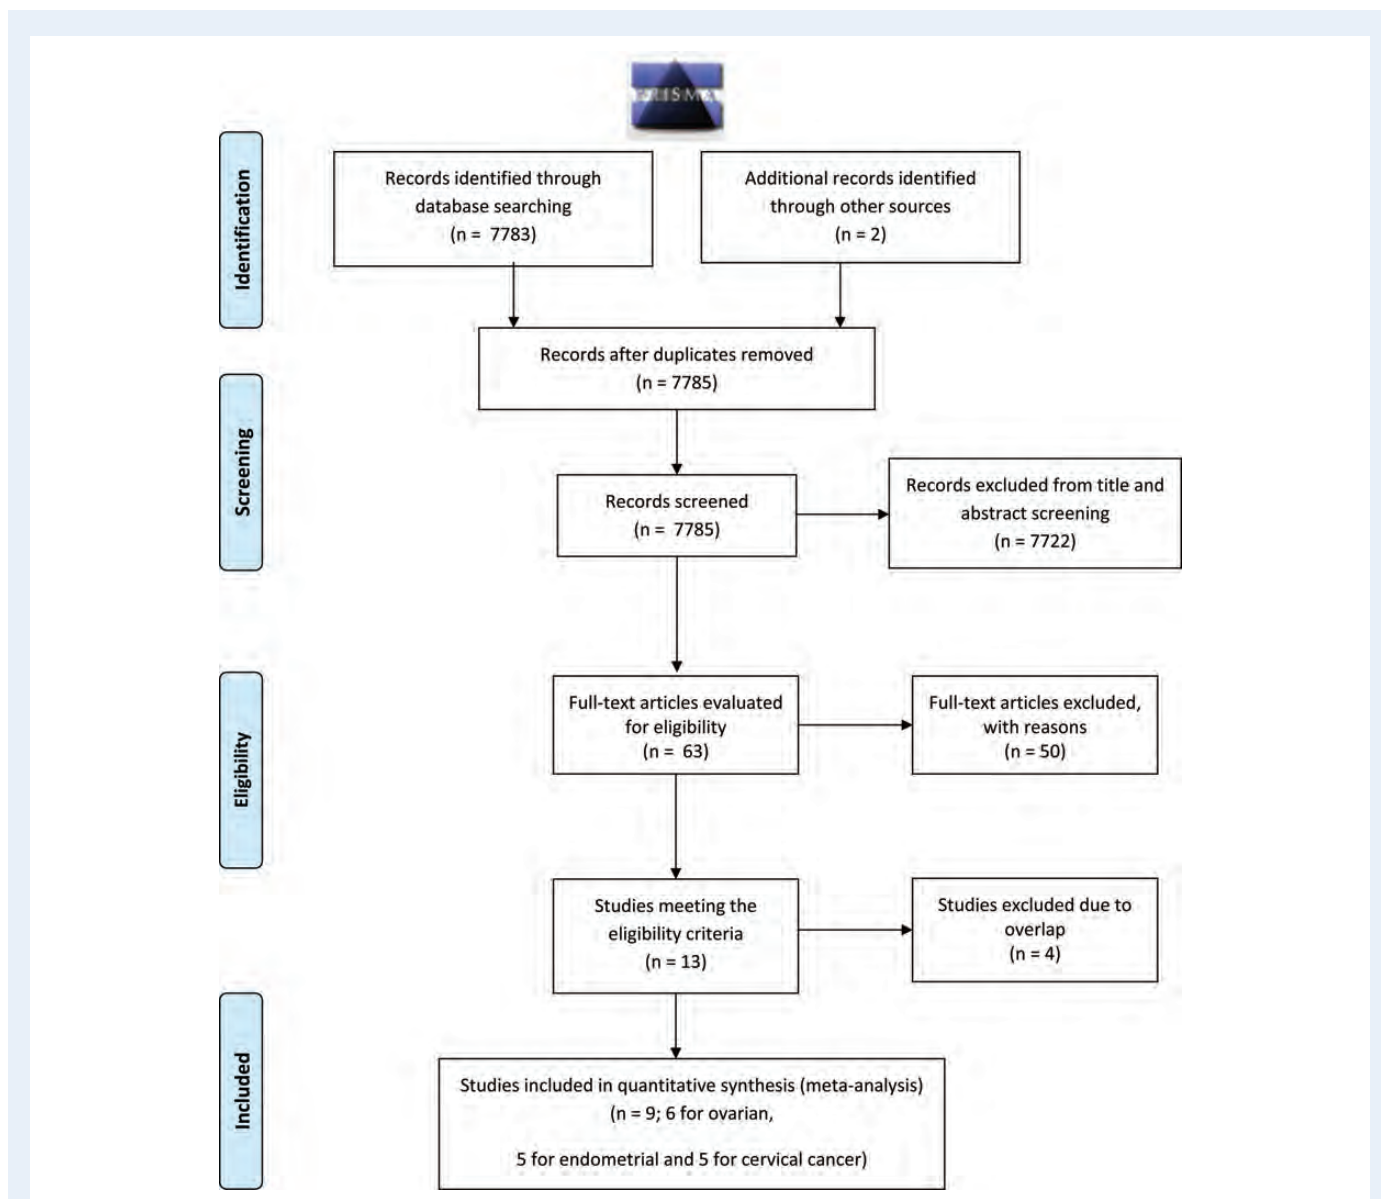 PRISMA
Identification
Records identified through
database searching
(n = 7783)
Additional records identified
through other sources
(n = 2)
Records after duplicates removed
(n = 7785)
Screening
Records screened
(n = 7785)
Records excluded from title and
abstract screening
(n = 7722)
Eligibility
Full-text articles evaluated
for eligibility
(n = 63)
Full-text articles excluded,
with reasons
(n = 50)
Studies meeting the
eligibility criteria
(n = 13)
Studies excluded due to
overlap
(n = 4)
Included
Studies included in quantitative synthesis (meta-analysis)
(n = 9; 6 for ovarian,
5 for endometrial and 5 for cervical cancer)